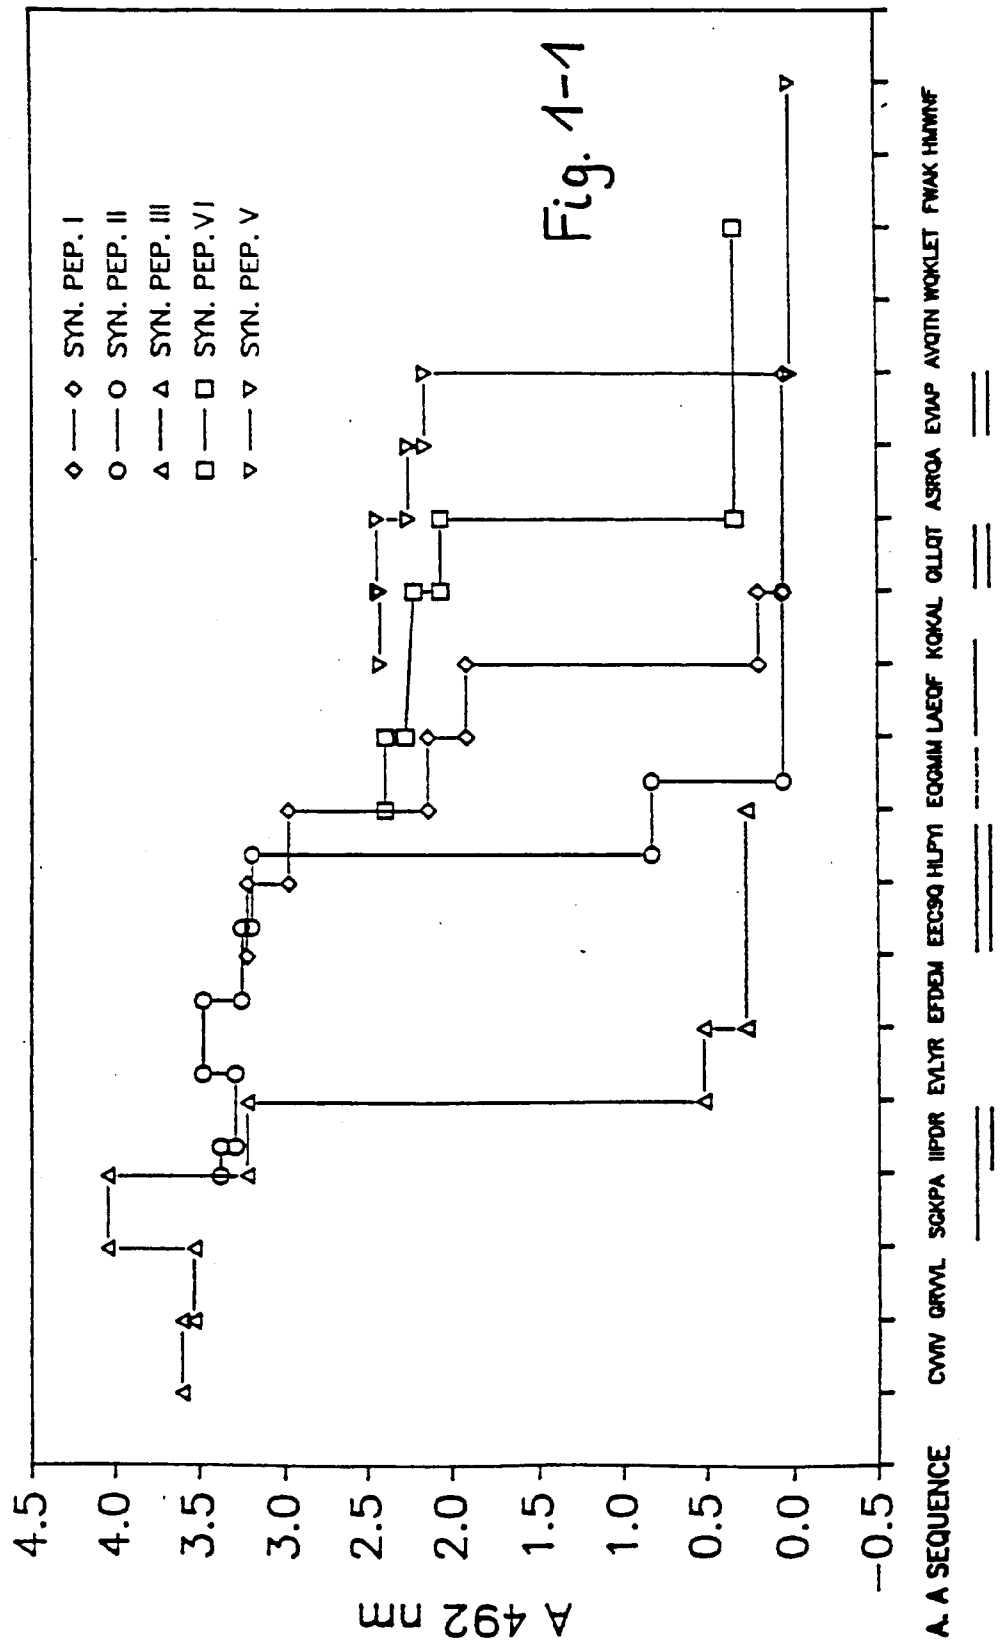 4.5
4.0
3.5
3.0
2.5
2.0
1.5
1.0
0.5
0.0
-0.5
A 492 nm
SYN. PEP. I
SYN. PEP. II
SYN. PEP. III
SYN. PEP. VI
SYN. PEP. V
Fig. 1-1
A. A SEQUENCE CVVIV QRVVL SGKPA IIPDR EVLYR EFDEM EECSQ HLPYI EQGMM LAEQF KQKAL QLLQT ASRQA EVIAP AVQTN WQKLET FWAK HMWNF